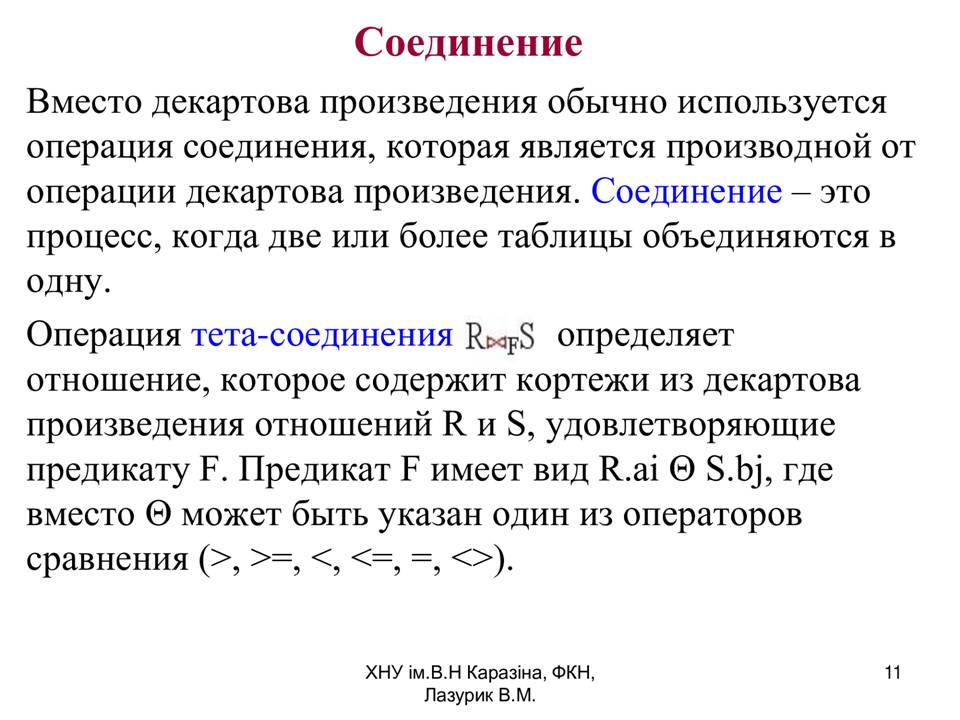 Соединение
Вместо декартова произведения обычно используется
операция соединения, которая является производной от
операции декартова произведения. Соединение – это
процесс, когда две или более таблицы объединяются в
одну.
Операция тета-соединения R⋈FS определяет
отношение, которое содержит кортежи из декартова
произведения отношений R и S, удовлетворяющие
предикату F. Предикат F имеет вид R.ai Θ S.bj, где
вместо Θ может быть указан один из операторов
сравнения (>, >=, <, <=, =, <>).
ХНУ ім.В.Н Каразіна, ФКН,
Лазурик В.М.
11